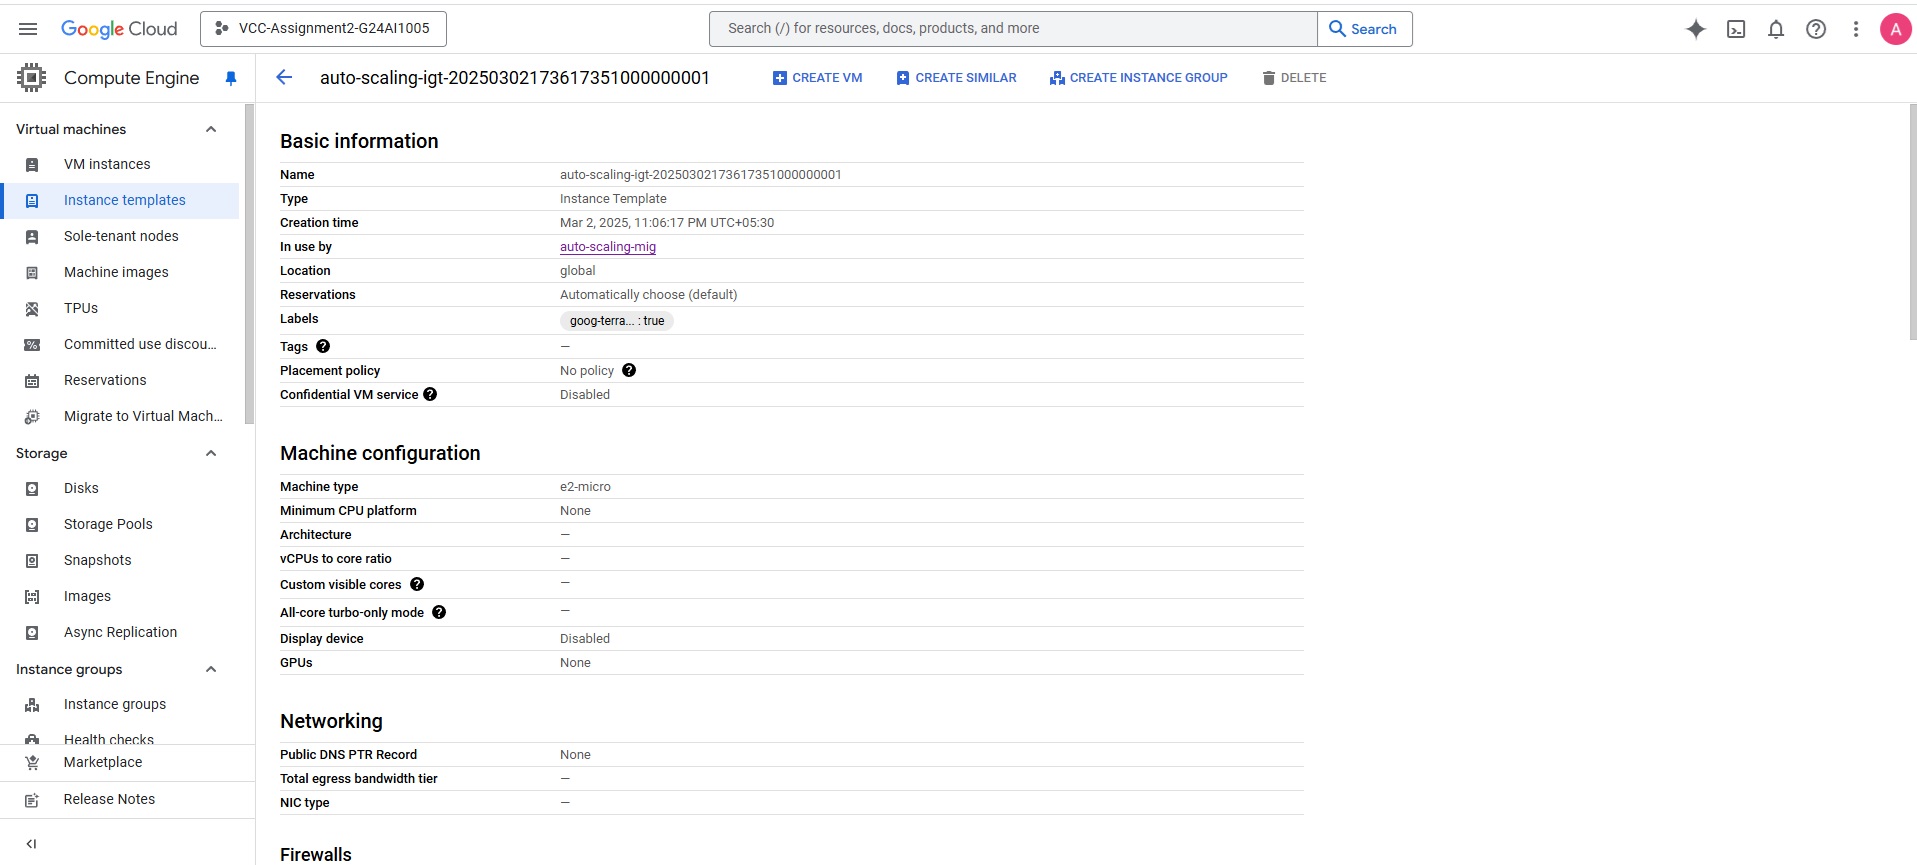 Google Cloud
VCC-Assignment2-G24AI1005
Search (/) for resources, docs, products, and more
Search
A
Compute Engine
auto-scaling-igt-20250302173617351000000001
CREATE VM
CREATE SIMILAR
CREATE INSTANCE GROUP
DELETE
Virtual machines
VM instances
Instance templates
Sole-tenant nodes
Machine images
TPUs
Committed use discou...
Reservations
Migrate to Virtual Mach...
Storage
Disks
Storage Pools
Snapshots
Images
Async Replication
Instance groups
Instance groups
Health checks
Marketplace
Release Notes
Basic information
Name auto-scaling-igt-20250302173617351000000001
Type Instance Template
Creation time Mar 2, 2025, 11:06:17 PM UTC+05:30
In use by auto-scaling-mig
Location global
Reservations Automatically choose (default)
Labels goog-terra... : true
Tags —
Placement policy No policy
Confidential VM service Disabled
Machine configuration
Machine type e2-micro
Minimum CPU platform None
Architecture —
vCPUs to core ratio —
Custom visible cores —
All-core turbo-only mode —
Display device Disabled
GPUs None
Networking
Public DNS PTR Record None
Total egress bandwidth tier —
NIC type —
Firewalls